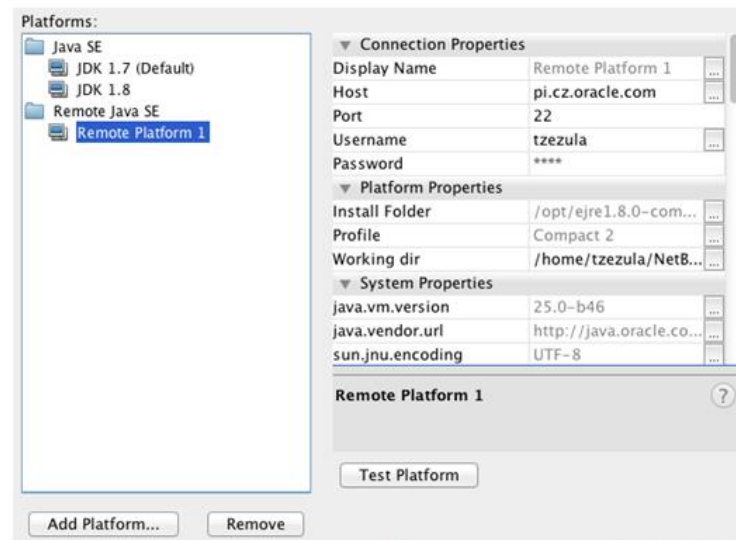 Platforms:
Java SE
JDK 1.7 (Default)
JDK 1.8
Remote Java SE
Remote Platform 1
Connection Properties
Display Name Remote Platform 1 ...
Host pi.cz.oracle.com ...
Port 22
Username tzezula ...
Password ****
Platform Properties
Install Folder /opt/ejre1.8.0-com... ...
Profile Compact 2 ...
Working dir /home/tzezula/NetB... ...
System Properties
java.vm.version 25.0-b46 ...
java.vendor.url http://java.oracle.co... ...
sun.jnu.encoding UTF-8 ...
Remote Platform 1 ?
Test Platform
Add Platform... Remove